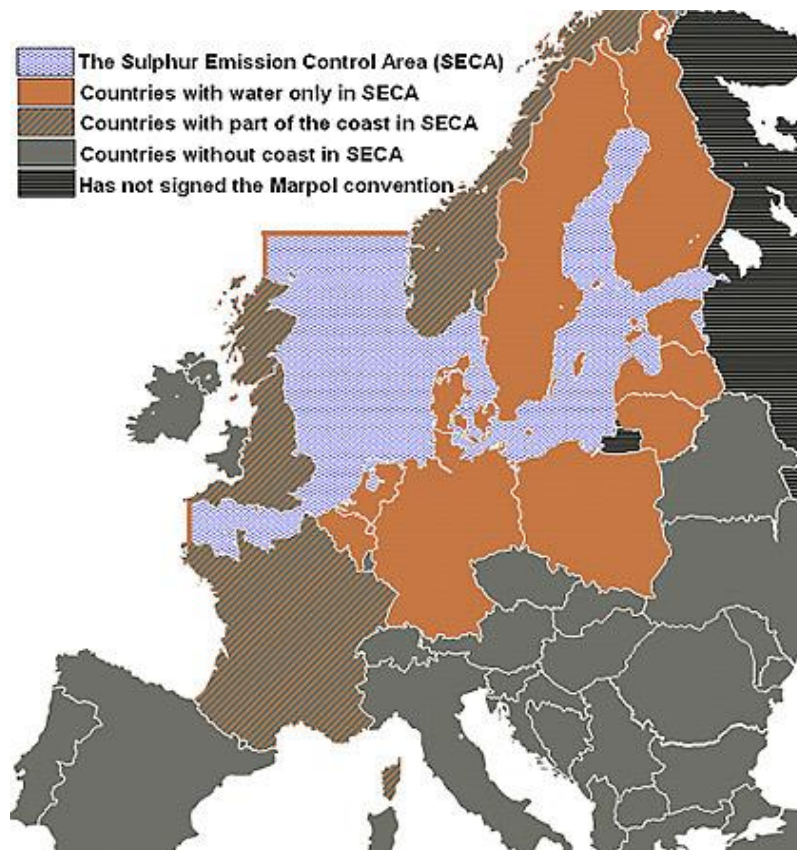 The Sulphur Emission Control Area (SECA)
Countries with water only in SECA
Countries with part of the coast in SECA
Countries without coast in SECA
Has not signed the Marpol convention